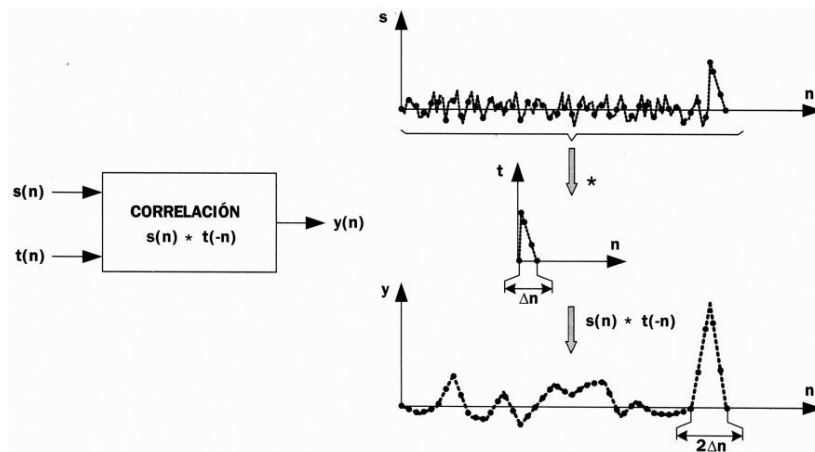 s
n
s(n)
CORRELACIÓN
s(n) * t(-n)
y(n)
t(n)
t
*
n
Δn
y
s(n) * t(-n)
n
2Δn